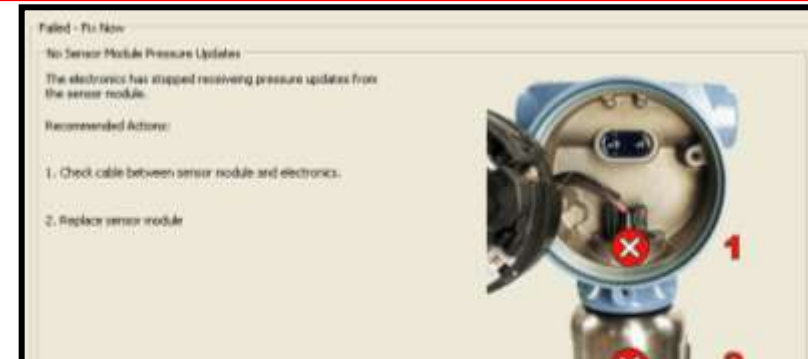 Failed - Fix Now
No Sensor Module Pressure Updates
The electronics has stopped receiveing pressure updates from
the sensor module.
Recommended Actions:
1. Check cable between sensor module and electronics.
2. Replace sensor module
1